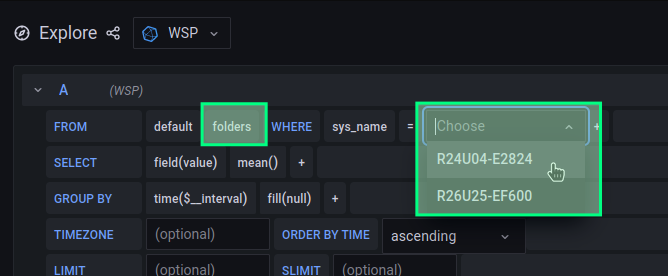 Explore WSP
A (WSP)
FROM default folders WHERE sys_name = Choose +
R24U04-E2824
SELECT field(value) mean() +
R26U25-EF600
GROUP BY time($__interval) fill(null) +
TIMEZONE (optional) ORDER BY TIME ascending
LIMIT (optional) SLIMIT (optional)